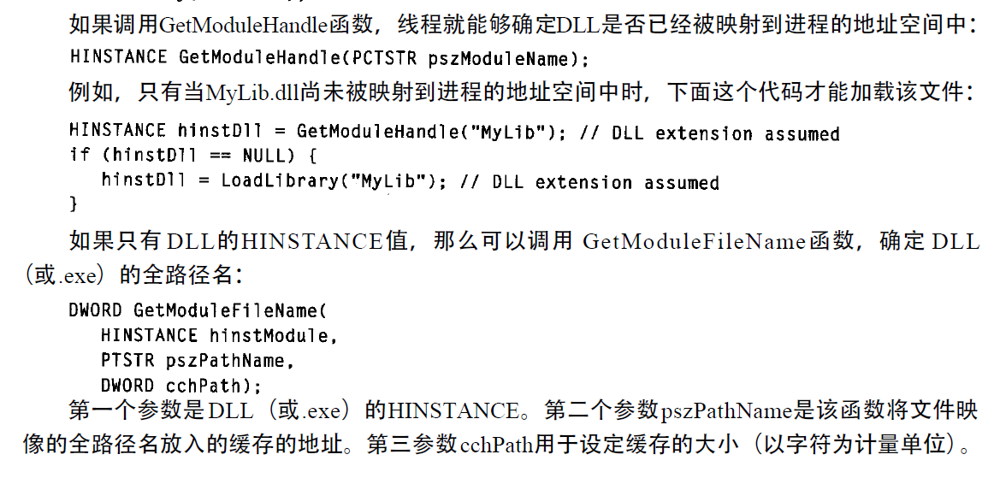 如果调用GetModuleHandle函数，线程就能够确定DLL是否已经被映射到进程的地址空间中：
HINSTANCE GetModuleHandle(PCTSTR pszModuleName);
例如，只有当MyLib.dll尚未被映射到进程的地址空间中时，下面这个代码才能加载该文件：
HINSTANCE hinstDll = GetModuleHandle("MyLib"); // DLL extension assumed
if (hinstDll == NULL) {
   hinstDll = LoadLibrary("MyLib"); // DLL extension assumed
}
如果只有 DLL的HINSTANCE值，那么可以调用 GetModuleFileName函数，确定 DLL
（或.exe）的全路径名：
DWORD GetModuleFileName(
   HINSTANCE hinstModule,
   PTSTR pszPathName,
   DWORD cchPath);
第一个参数是DLL（或.exe）的HINSTANCE。第二个参数pszPathName是该函数将文件映
像的全路径名放入的缓存的地址。第三参数cchPath用于设定缓存的大小（以字符为计量单位）。